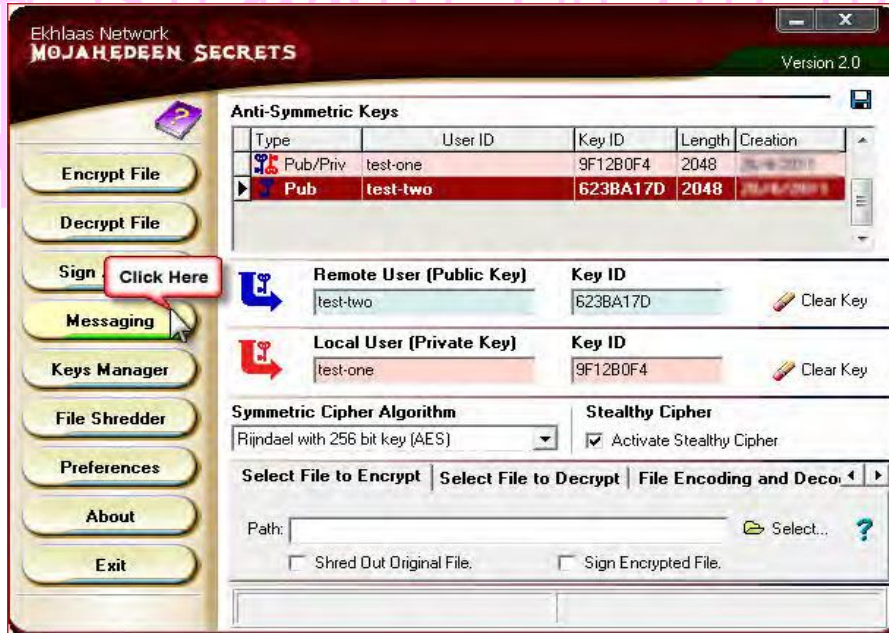 Ekhlaas Network
MOJAHEDEEN SECRETS
Version 2.0
Encrypt File
Decrypt File
Sign
Click Here
Messaging
Keys Manager
File Shredder
Preferences
About
Exit
Anti-Symmetric Keys
Type User ID Key ID Length Creation
Pub/Priv test-one 9F12B0F4 2048
Pub test-two 623BA17D 2048
Remote User (Public Key) Key ID
test-two 623BA17D Clear Key
Local User (Private Key) Key ID
test-one 9F12B0F4 Clear Key
Symmetric Cipher Algorithm Stealthy Cipher
Rijndael with 256 bit key (AES) Activate Stealthy Cipher
Select File to Encrypt Select File to Decrypt File Encoding and Deco
Path: Select... ?
Shred Out Original File. Sign Encrypted File.